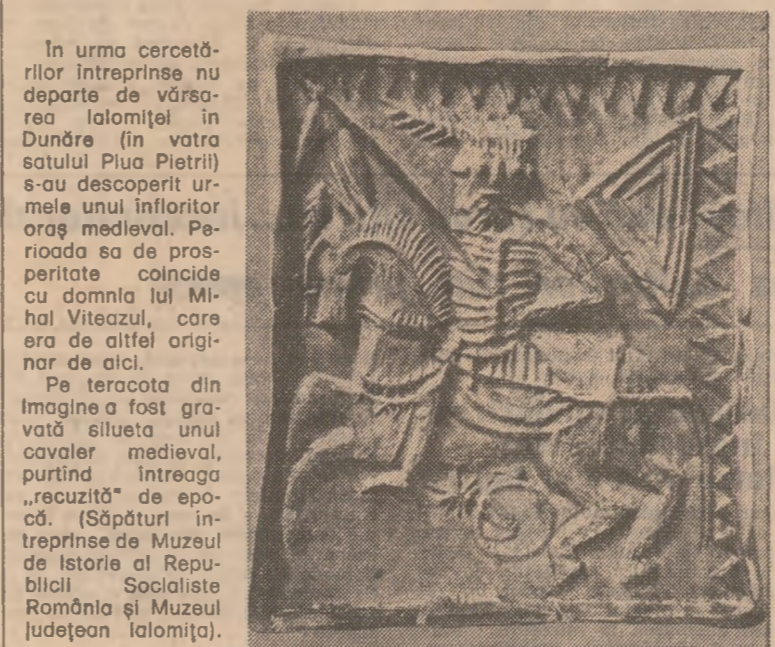 In urma cercetă-
rilor întreprinse nu
departe de vărsa-
rea Ialomiței în
Dunăre (în vatra
satului Piua Pietrii)
s-au descoperit ur-
mele unui înfloritor
oraș medieval. Pe-
rioada sa de pros-
peritate coincide
cu domnia lui Mi-
hai Viteazul, care
era de altfel origi-
nar de aici.
Pe teracota din
imagine a fost gra-
vată silueta unui
cavaler medieval,
purtînd întreaga
„recuzită" de epo-
că. (Săpături în-
treprinse de Muzeul
de Istorie al Repu-
blicii Socialiste
România și Muzeul
județean Ialomița).